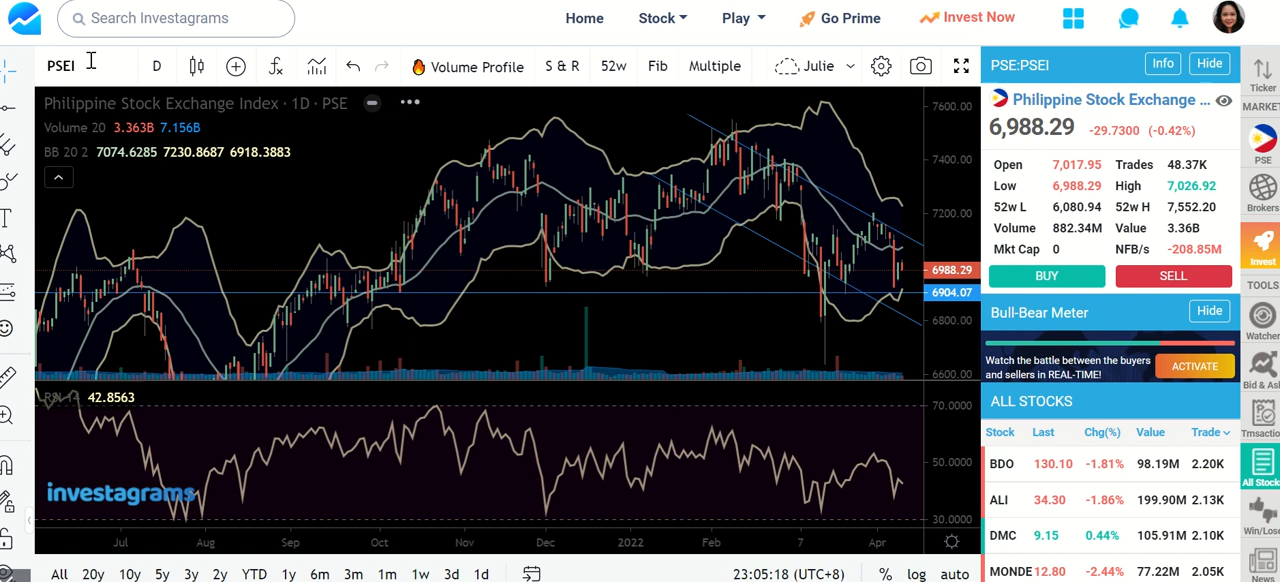 Search Investagrams
Home
Stock
Play
Go Prime
Invest Now
PSEI
D
Volume Profile
S & R
52w
Fib
Multiple
Julie
Philippine Stock Exchange Index · 1D · PSE
Volume 20 3.363B 7.156B
BB 20 2 7074.6285 7230.8687 6918.3883
7600.00
7400.00
7200.00
6988.29
6904.07
6800.00
6600.00
RSI 14 42.8563
70.0000
50.0000
30.0000
investagrams
Jul Aug Sep Oct Nov Dec 2022 Feb 7 Apr
All 20y 10y 5y 3y 2y YTD 1y 6m 3m 1m 1w 3d 1d
23:05:18 (UTC+8) % log auto
PSE:PSEI Info Hide
Philippine Stock Exchange ...
6,988.29 -29.7300 (-0.42%)
Open 7,017.95 Trades 48.37K
Low 6,988.29 High 7,026.92
52w L 6,080.94 52w H 7,552.20
Volume 882.34M Value 3.36B
Mkt Cap 0 NFB/s -208.85M
BUY SELL
Bull-Bear Meter Hide
Watch the battle between the buyers
and sellers in REAL-TIME!
ACTIVATE
ALL STOCKS
Stock Last Chg(%) Value Trade
BDO 130.10 -1.81% 98.19M 2.20K
ALI 34.30 -1.86% 199.90M 2.13K
DMC 9.15 0.44% 105.91M 2.10K
MONDE 12.80 -2.44% 77.22M 2.05K
Ticker
MARKET
PSE
Brokers
Invest
TOOLS
Watcher
Bid & Ask
Trnsaction
All Stock
Win/Lose
News